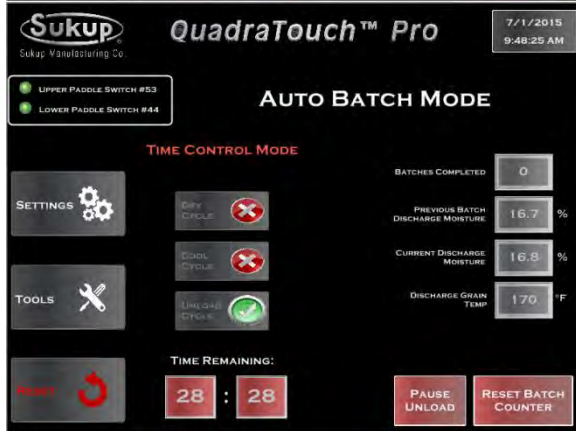 Sukup
Sukup Manufacturing Co.
QuadraTouch™ Pro
7/1/2015
9:48:25 AM
UPPER PADDLE SWITCH #53
LOWER PADDLE SWITCH #44
AUTO BATCH MODE
TIME CONTROL MODE
BATCHES COMPLETED
0
SETTINGS
DRY
CYCLE
PREVIOUS BATCH
DISCHARGE MOISTURE
16.7 %
COOL
CYCLE
CURRENT DISCHARGE
MOISTURE
16.8 %
TOOLS
UNLOAD
CYCLE
DISCHARGE GRAIN
TEMP
170 °F
TIME REMAINING:
RESET
28 : 28
PAUSE
UNLOAD
RESET BATCH
COUNTER